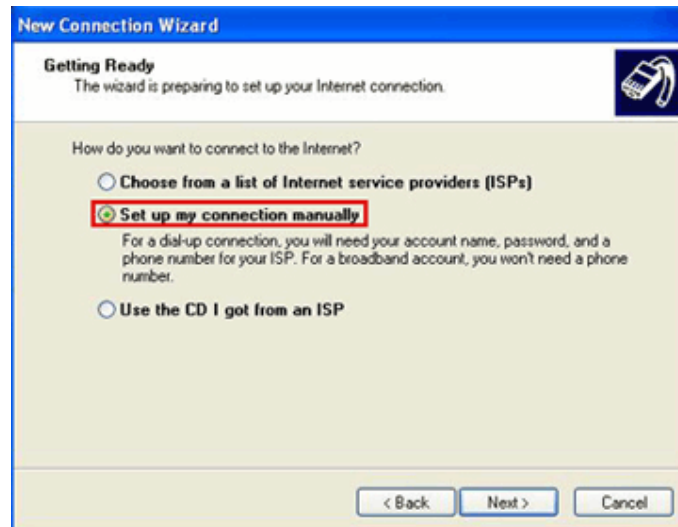 New Connection Wizard
Getting Ready
The wizard is preparing to set up your Internet connection.
How do you want to connect to the Internet?
Choose from a list of Internet service providers (ISPs)
Set up my connection manually
For a dial-up connection, you will need your account name, password, and a
phone number for your ISP. For a broadband account, you won't need a phone
number.
Use the CD I got from an ISP
< Back Next > Cancel